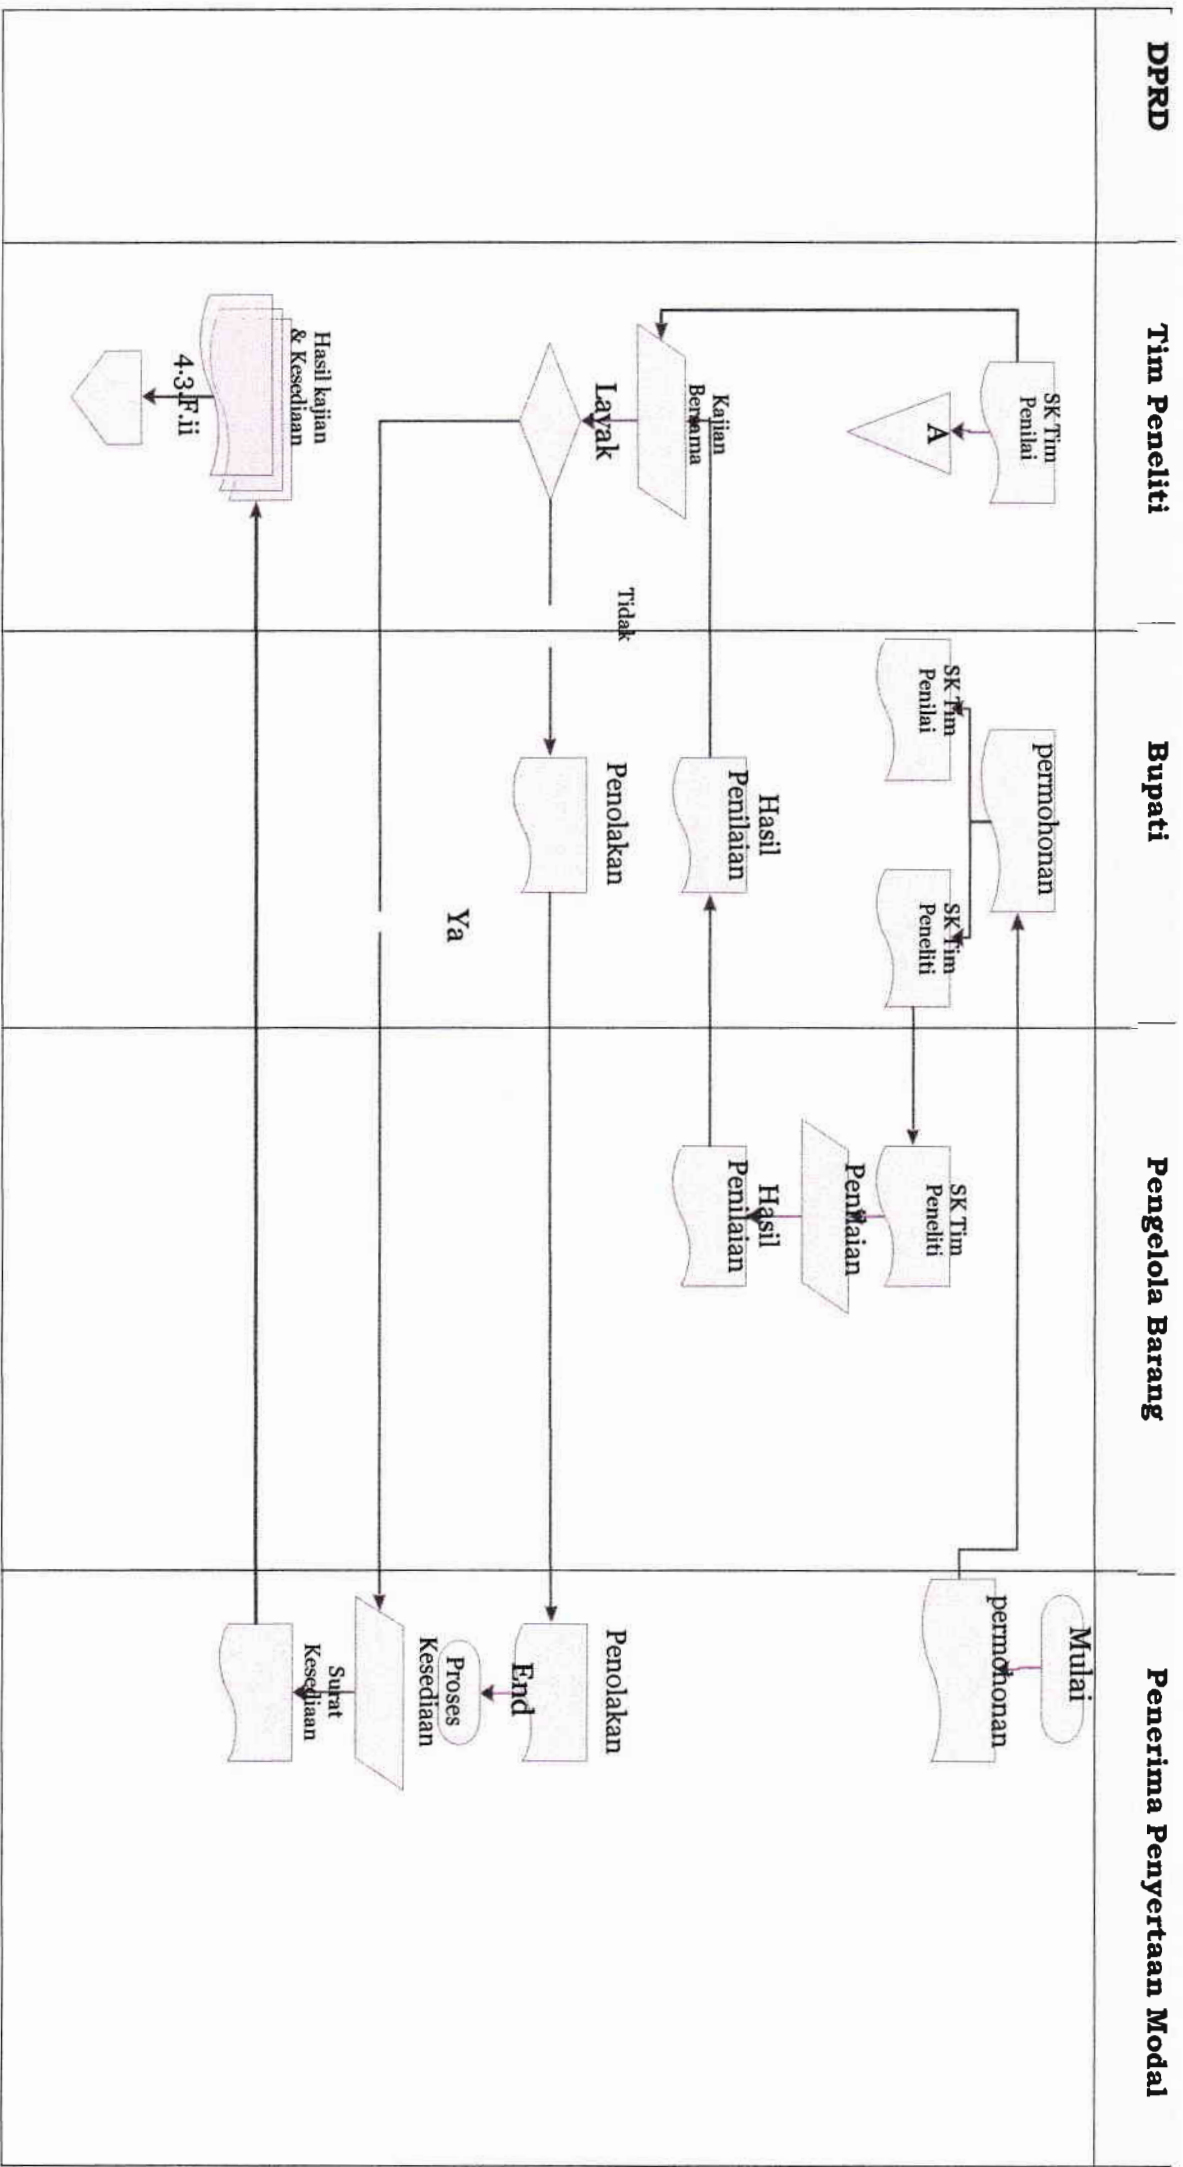 DPRD
Tim Peneliti
Bupati
Pengelola Barang
Penerima Penyertaan Modal
Mulai
permohonan
permohonan
SK Tim
Penilai
A
SK Tim
Penilai
SK Tim
Peneliti
SK Tim
Peneliti
Penilaian
Hasil
Penilaian
Hasil
Penilaian
Kajian
Bersama
Layak
Tidak
Penolakan
Penolakan
End
Ya
Proses
Kesediaan
Surat
Kesediaan
Hasil kajian
& Kesediaan
4.3.F.ii